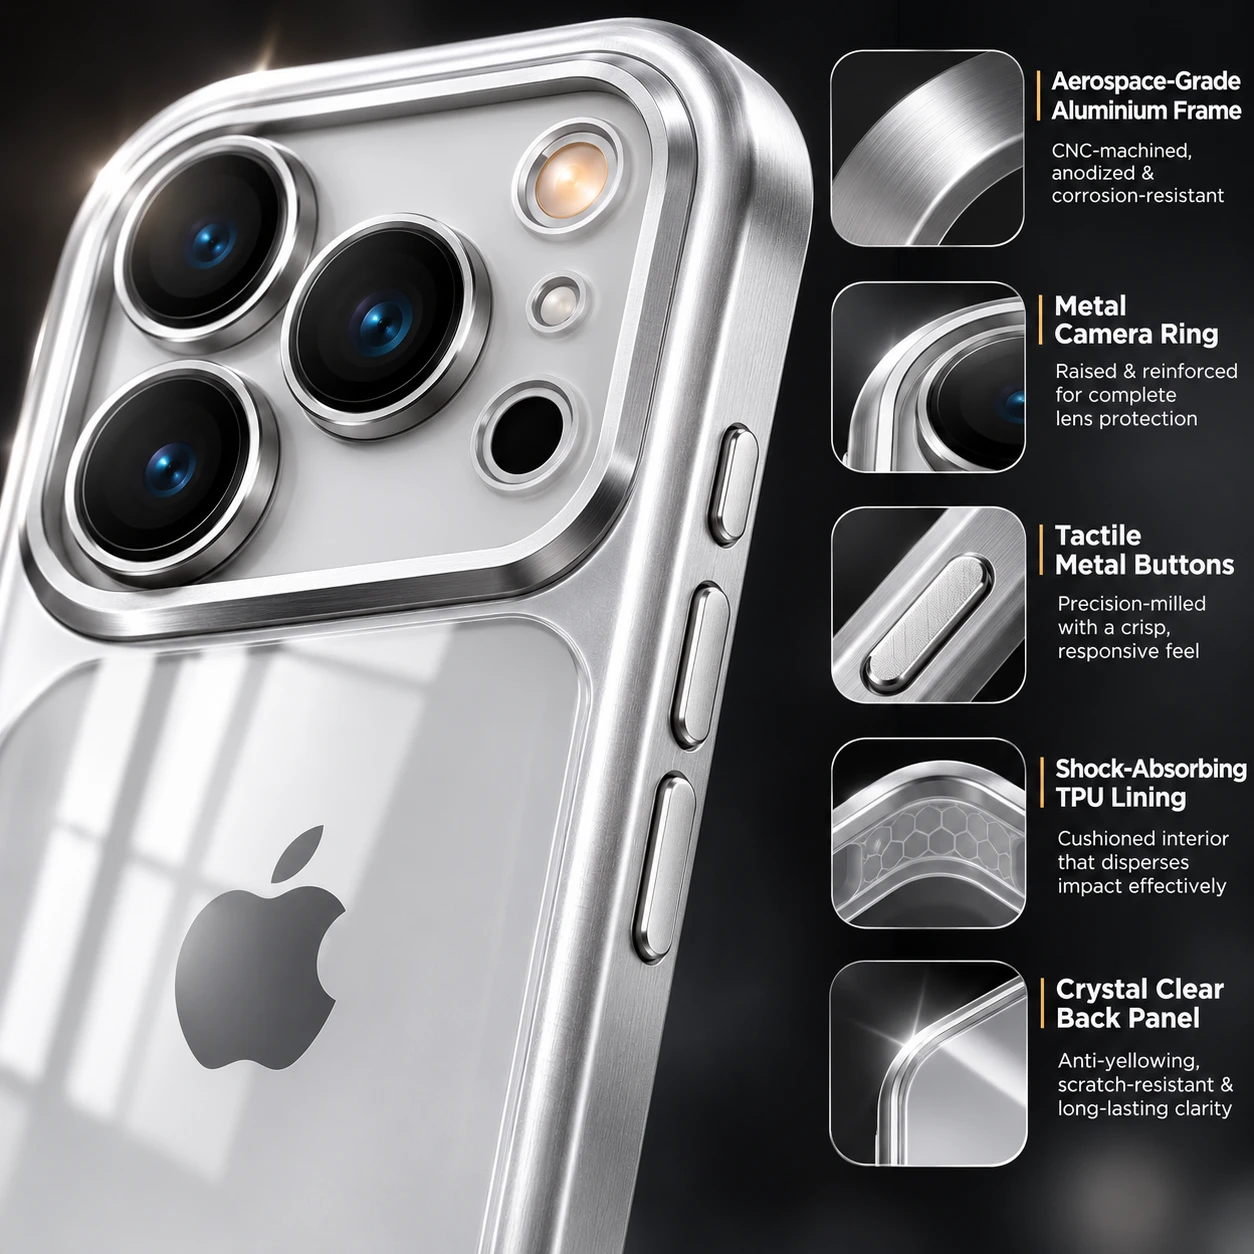 Aerospace-Grade
Aluminium Frame
CNC-machined,
anodized &
corrosion-resistant
Metal
Camera Ring
Raised & reinforced
for complete
lens protection
Tactile
Metal Buttons
Precision-milled
with a crisp,
responsive feel
Shock-Absorbing
TPU Lining
Cushioned interior
that disperses
impact effectively
Crystal Clear
Back Panel
Anti-yellowing,
scratch-resistant &
long-lasting clarity